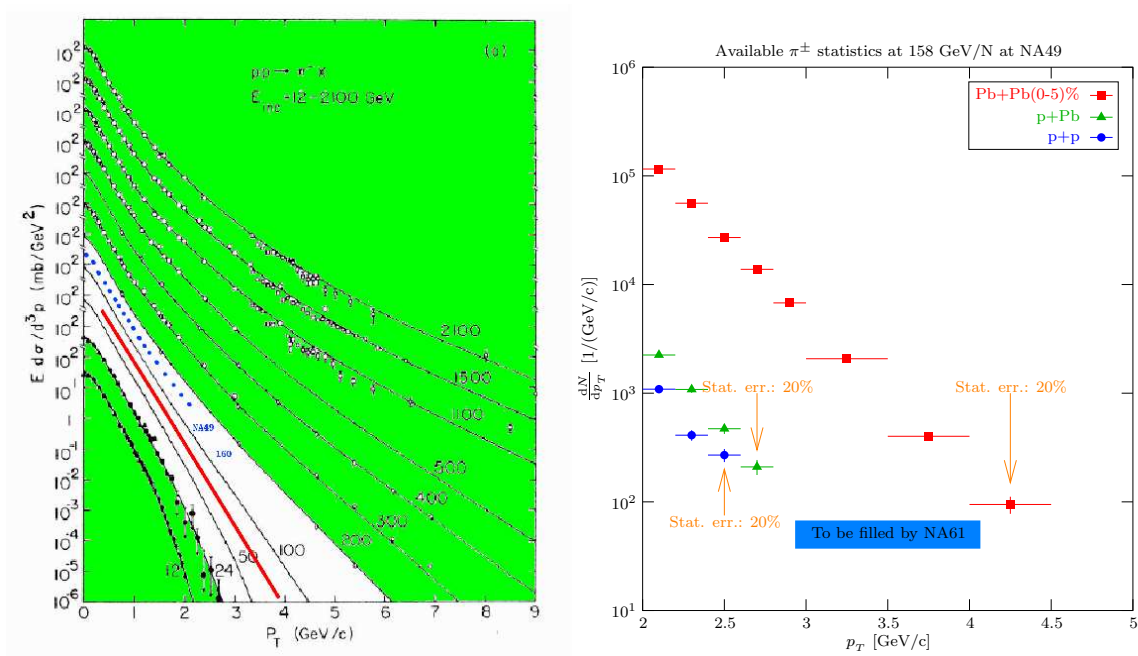 (a)
pp → π⁻ X
E_inc=12-2100 GeV
10²
10²
10²
10²
10²
10²
10²
10²
10²
10²
10¹
1
10⁻¹
10⁻²
10⁻³
10⁻⁴
10⁻⁵
10⁻⁶
E dσ/d³p (mb/GeV²)
2100
1500
1100
500
400
300
200
100
50
24
12
NA49
160
0 1 2 3 4 5 6 7 8 9
P_T (GeV/c)
Available π± statistics at 158 GeV/N at NA49
Pb+Pb(0-5)%
p+Pb
p+p
10⁶
10⁵
10⁴
10³
10²
10¹
dN/dp_T [1/(GeV/c)]
Stat. err.: 20%
Stat. err.: 20%
Stat. err.: 20%
To be filled by NA61
2 2.5 3 3.5 4 4.5 5
p_T [GeV/c]